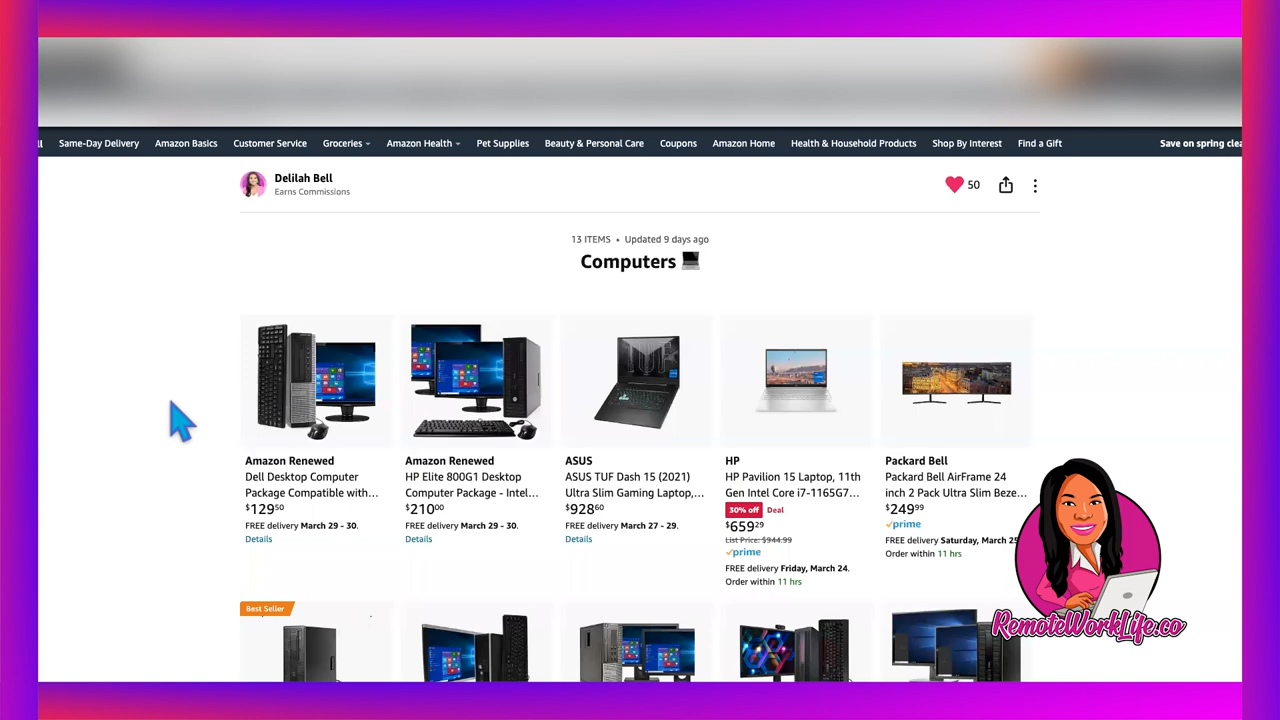 Same-Day Delivery Amazon Basics Customer Service Groceries Amazon Health Pet Supplies Beauty & Personal Care Coupons Amazon Home Health & Household Products Shop By Interest Find a Gift Save on spring clea
Delilah Bell
Earns Commissions
50
13 ITEMS • Updated 9 days ago
Computers
Amazon Renewed
Dell Desktop Computer
Package Compatible with...
$129.50
FREE delivery March 29 - 30.
Details
Amazon Renewed
HP Elite 800G1 Desktop
Computer Package - Intel...
$210.00
FREE delivery March 29 - 30.
Details
ASUS
ASUS TUF Dash 15 (2021)
Ultra Slim Gaming Laptop,...
$928.60
FREE delivery March 27 - 29.
Details
HP
HP Pavilion 15 Laptop, 11th
Gen Intel Core i7-1165G7...
30% off Deal
$659.29
List Price: $944.99
prime
FREE delivery Friday, March 24.
Order within 11 hrs
Packard Bell
Packard Bell AirFrame 24
inch 2 Pack Ultra Slim Beze...
$249.99
prime
FREE delivery Saturday, March 25
Order within 11 hrs
Best Seller
RemoteWorkLife.co